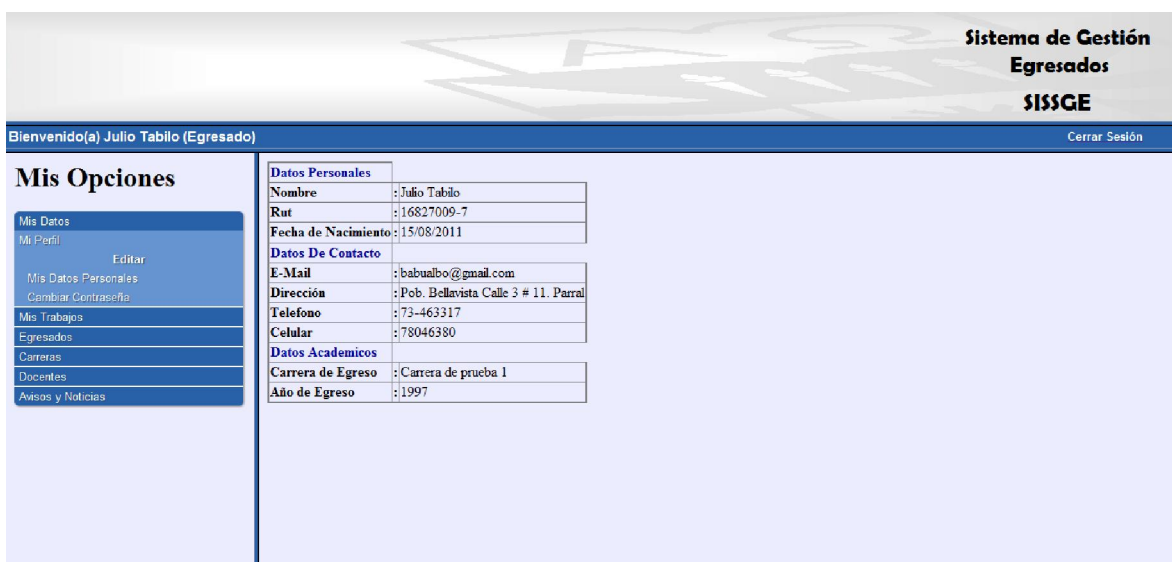 Sistema de Gestión
Egresados
SISSGE
Bienvenido(a) Julio Tabilo (Egresado)
Cerrar Sesión
Mis Opciones
Mis Datos
Mi Perfil
Editar
Mis Datos Personales
Cambiar Contraseña
Mis Trabajos
Egresados
Carreras
Docentes
Avisos y Noticias
Datos Personales
Nombre : Julio Tabilo
Rut : 16827009-7
Fecha de Nacimiento : 15/08/2011
Datos De Contacto
E-Mail : babualbo@gmail.com
Dirección : Pob. Bellavista Calle 3 # 11. Parral
Telefono : 73-463317
Celular : 78046380
Datos Academicos
Carrera de Egreso : Carrera de prueba 1
Año de Egreso : 1997